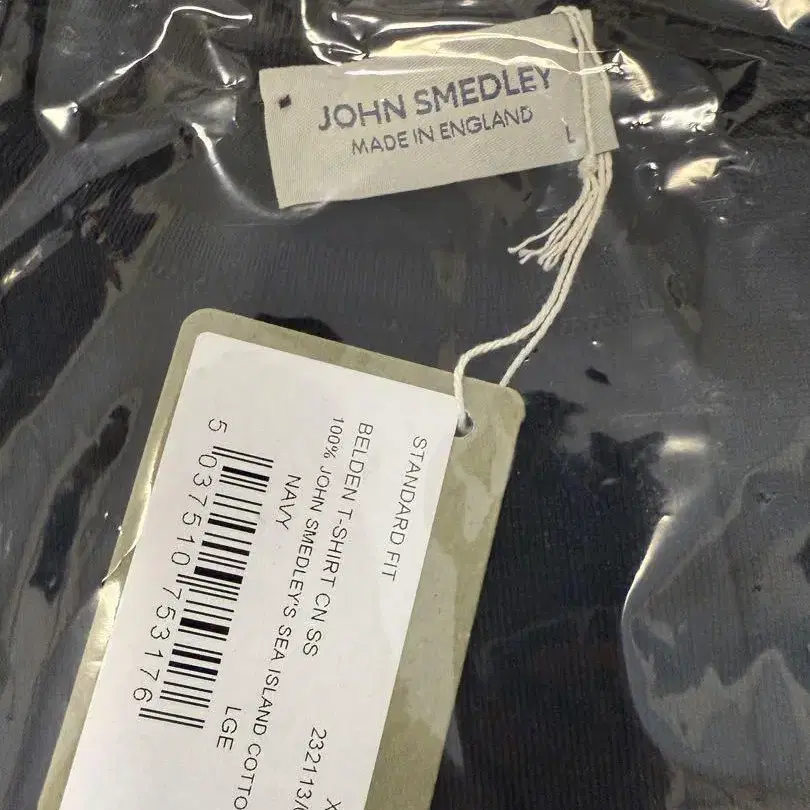 JOHN SMEDLEY
MADE IN ENGLAND
L
STANDARD FIT
BELDEN T-SHIRT CN SS
232113/
100% JOHN SMEDLEY'S SEA ISLAND COTTO
NAVY
LGE
5 037510 753176